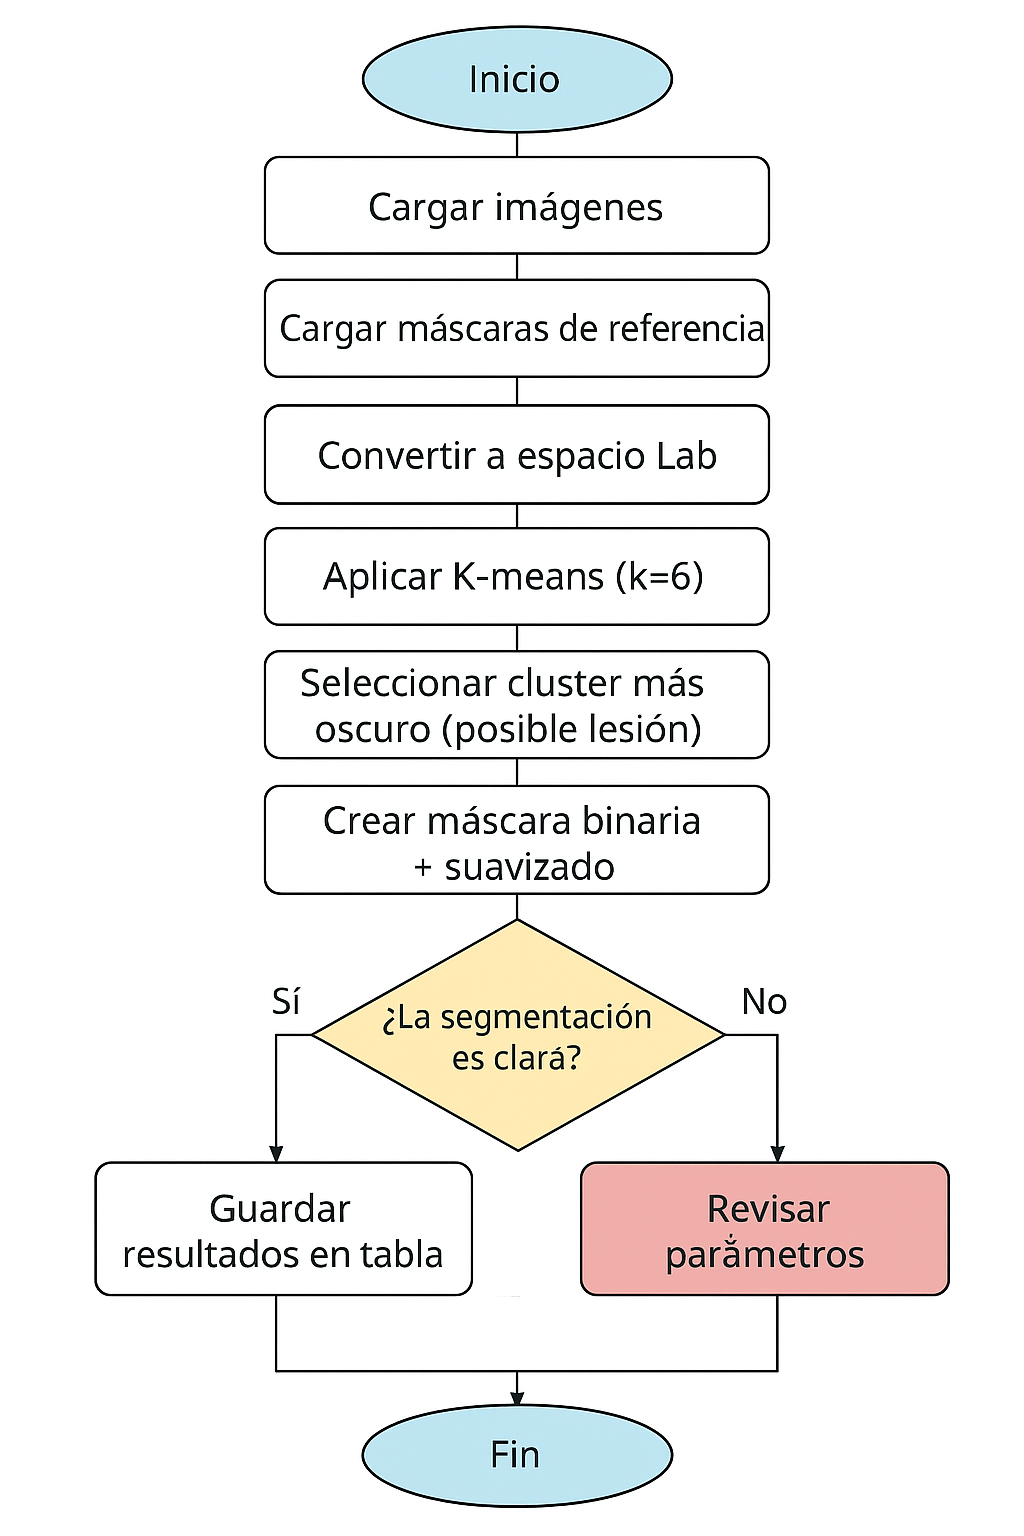 Inicio
Cargar imágenes
Cargar máscaras de referencia
Convertir a espacio Lab
Aplicar K-means (k=6)
Seleccionar cluster más
oscuro (posible lesión)
Crear máscara binaria
+ suavizado
Sí
No
¿La segmentación
es clará?
Guardar
resultados en tabla
Revisar
parámetros
Fin